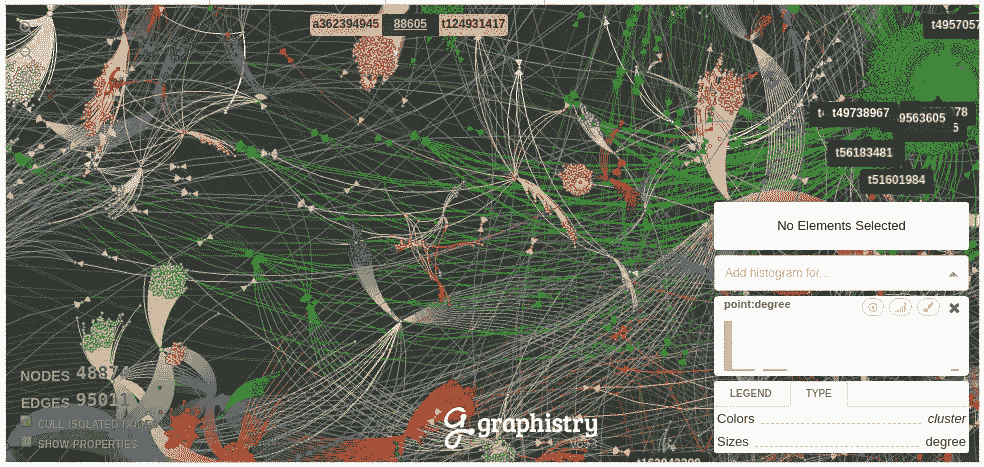 a362394945 88605 t124931417
t4957057
t49738967 9563605 78
5
t56183481
t51601984
No Elements Selected
Add histogram for...
point:degree
NODES 4887
EDGES 95011
CULL ISOLATED NODES
SHOW PROPERTIES
graphistry
LEGEND TYPE
Colors cluster
Sizes degree